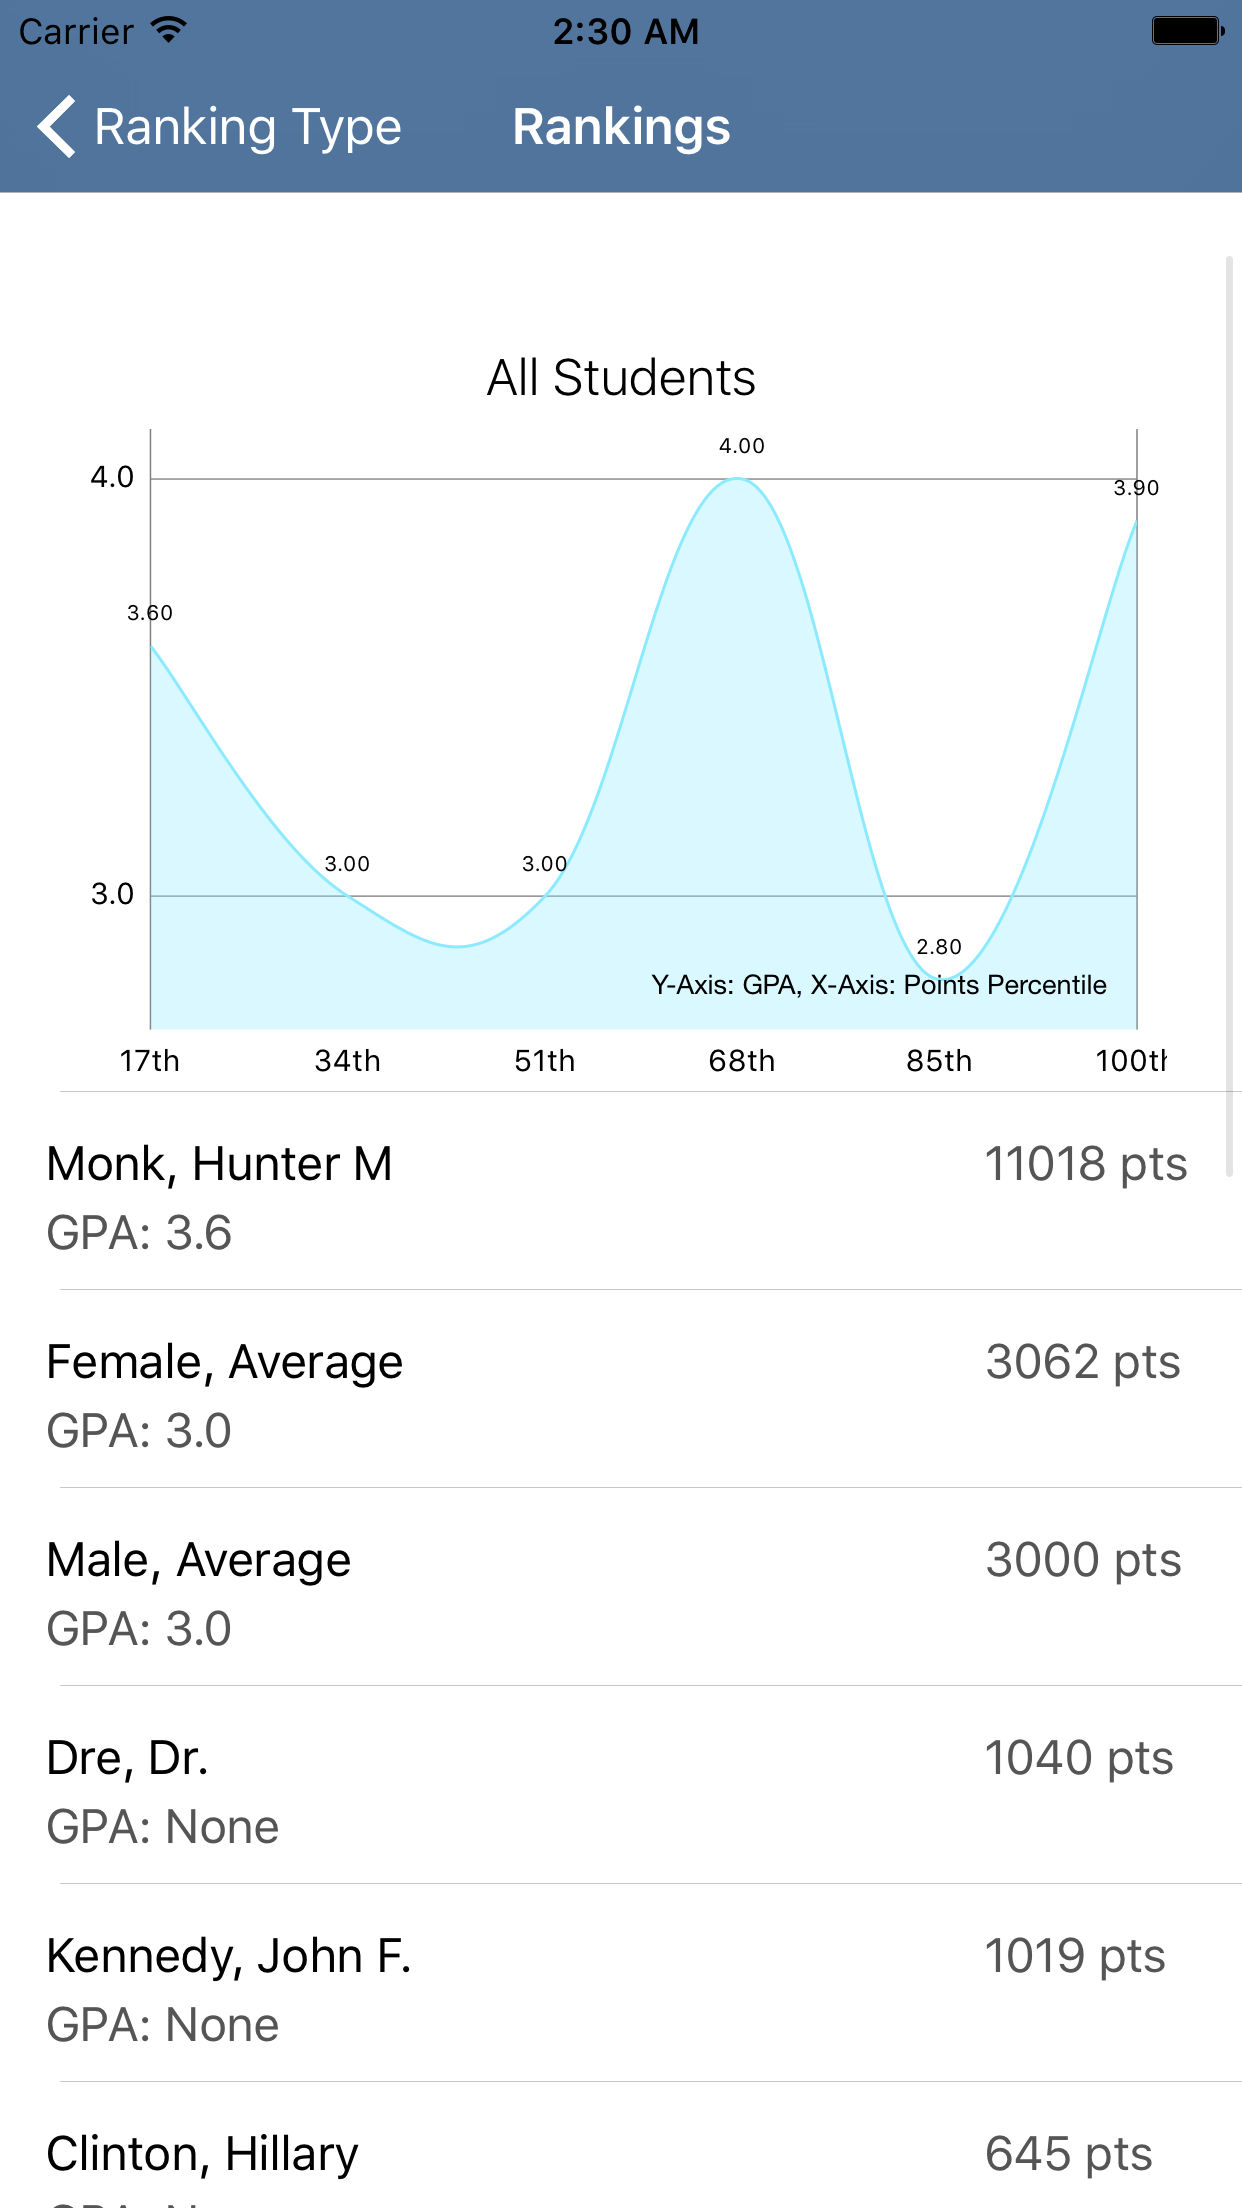 Carrier 2:30 AM
Ranking Type Rankings
All Students
4.00
4.0
3.90
3.60
3.00 3.00
3.0
2.80
Y-Axis: GPA, X-Axis: Points Percentile
17th 34th 51th 68th 85th 100th
Monk, Hunter M 11018 pts
GPA: 3.6
Female, Average 3062 pts
GPA: 3.0
Male, Average 3000 pts
GPA: 3.0
Dre, Dr. 1040 pts
GPA: None
Kennedy, John F. 1019 pts
GPA: None
Clinton, Hillary 645 pts